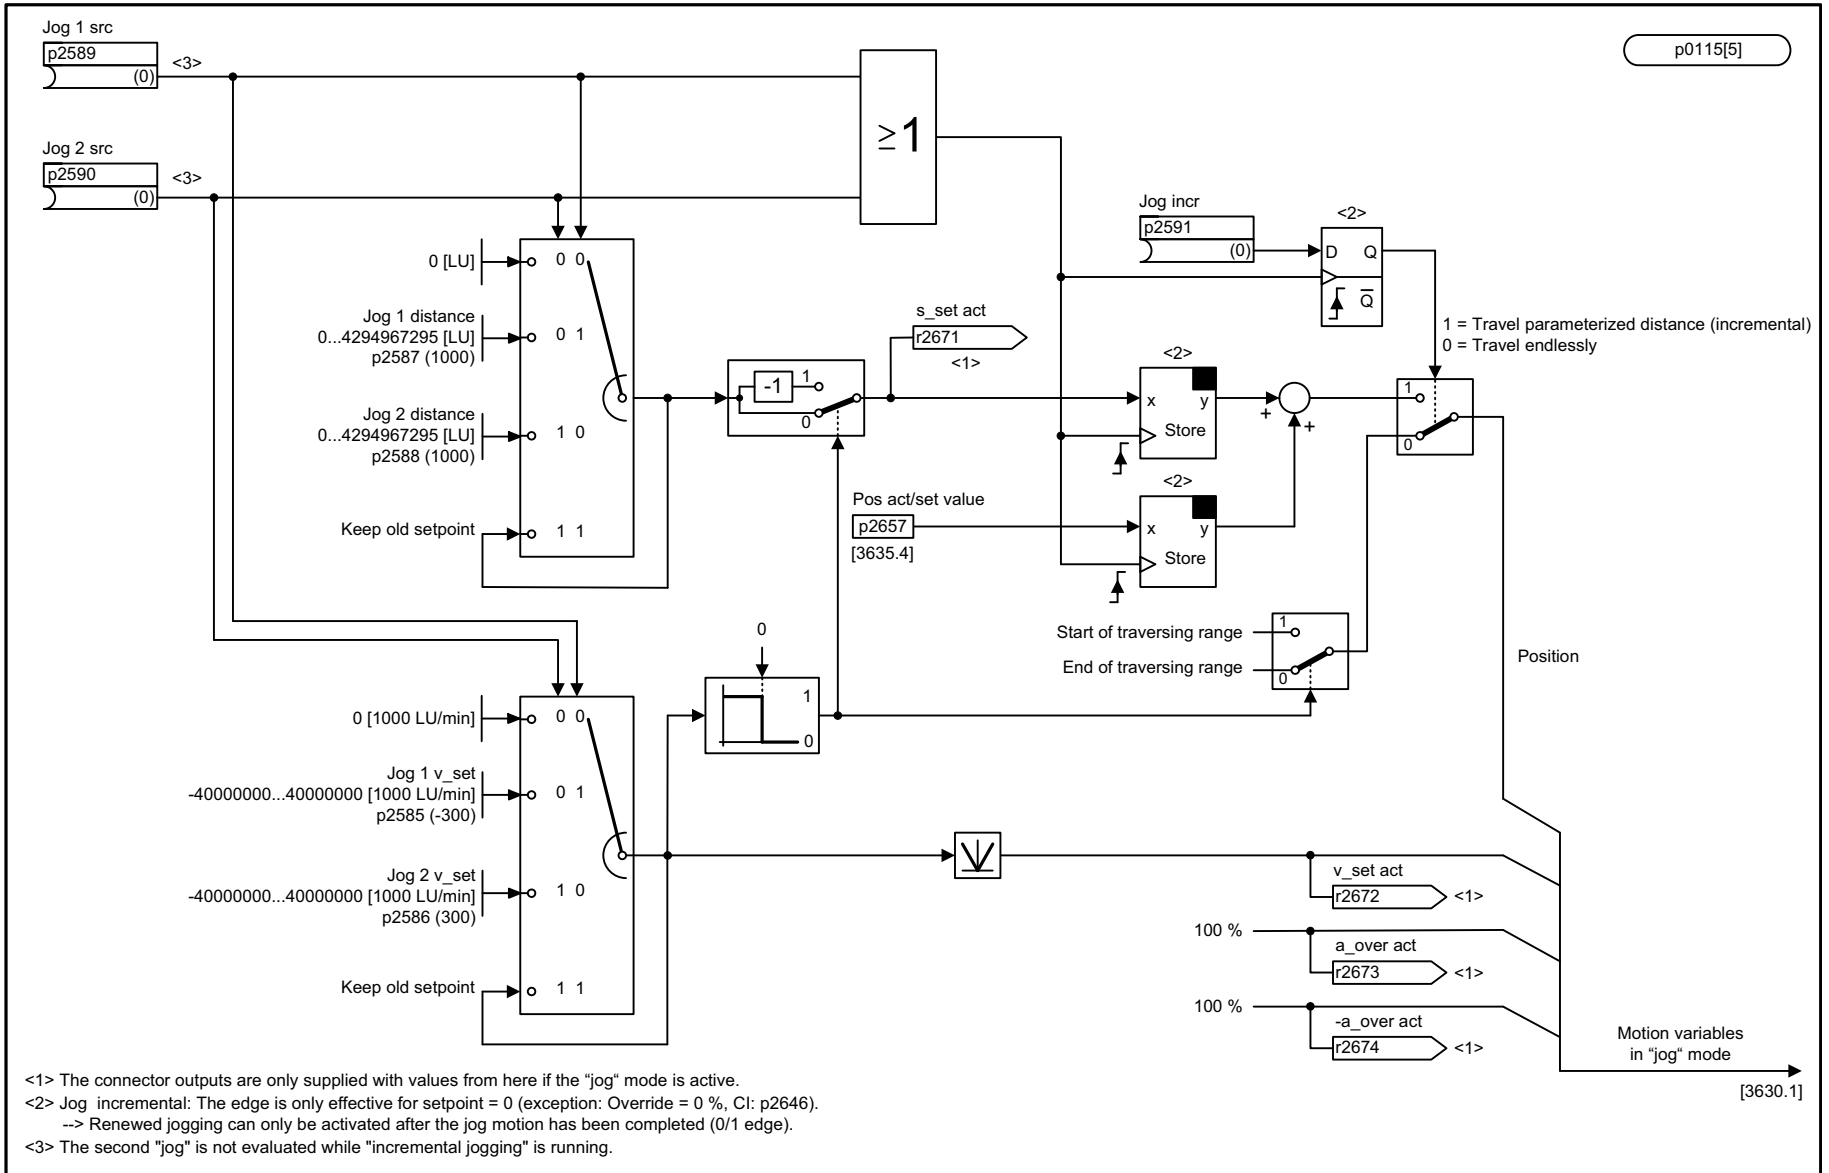 Jog 1 src
p2589
(0)
<3>
p0115[5]
≥1
Jog 2 src
p2590
(0)
<3>
Jog incr
p2591
(0)
<2>
D Q
Q̅
0 [LU]
0 0
Jog 1 distance
0...4294967295 [LU]
p2587 (1000)
0 1
Jog 2 distance
0...4294967295 [LU]
p2588 (1000)
1 0
Keep old setpoint
1 1
-1
1
0
s_set act
r2671
<1>
1 = Travel parameterized distance (incremental)
0 = Travel endlessly
<2>
x y
Store
+
+
1
0
Pos act/set value
p2657
[3635.4]
<2>
x y
Store
Start of traversing range
End of traversing range
1
0
Position
0
1
0
0 [1000 LU/min]
0 0
Jog 1 v_set
-40000000...40000000 [1000 LU/min]
p2585 (-300)
0 1
Jog 2 v_set
-40000000...40000000 [1000 LU/min]
p2586 (300)
1 0
Keep old setpoint
1 1
v_set act
r2672
<1>
100 %
a_over act
r2673
<1>
100 %
-a_over act
r2674
<1>
Motion variables
in “jog“ mode
[3630.1]
<1> The connector outputs are only supplied with values from here if the “jog“ mode is active.
<2> Jog incremental: The edge is only effective for setpoint = 0 (exception: Override = 0 %, CI: p2646).
--> Renewed jogging can only be activated after the jog motion has been completed (0/1 edge).
<3> The second "jog" is not evaluated while "incremental jogging" is running.